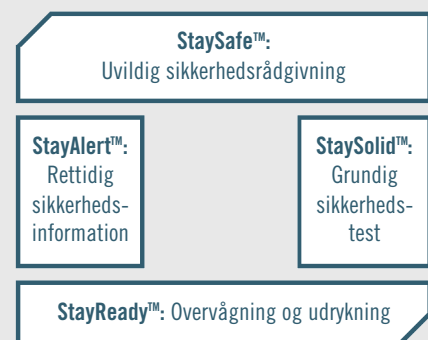 StaySafe™:
Uvildig sikkerhedsrådgivning
StayAlert™:
Rettidig
sikkerheds-
information
StaySolid™:
Grundig
sikkerheds-
test
StayReady™: Overvågning og udrykning